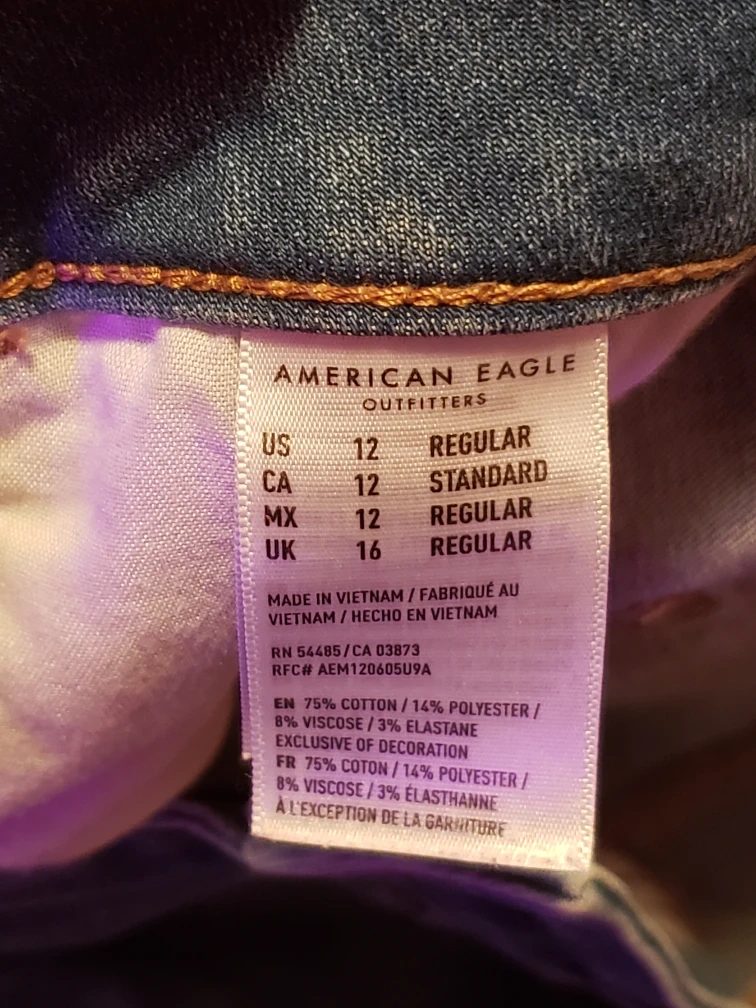 AMERICAN EAGLE
OUTFITTERS
US 12 REGULAR
CA 12 STANDARD
MX 12 REGULAR
UK 16 REGULAR
MADE IN VIETNAM / FABRIQUÉ AU
VIETNAM / HECHO EN VIETNAM
RN 54485/CA 03873
RFC# AEM120605U9A
EN 75% COTTON / 14% POLYESTER /
8% VISCOSE / 3% ELASTANE
EXCLUSIVE OF DECORATION
FR 75% COTON / 14% POLYESTER /
8% VISCOSE / 3% ÉLASTHANNE
À L'EXCEPTION DE LA GARNITURE